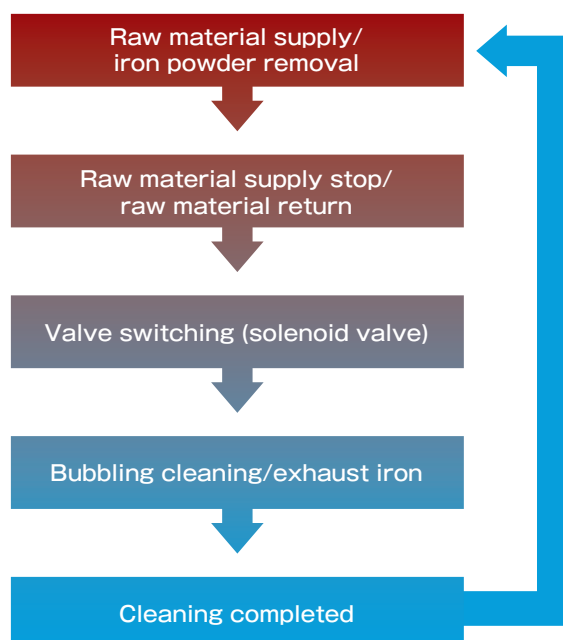 Raw material supply/
iron powder removal
Raw material supply stop/
raw material return
Valve switching (solenoid valve)
Bubbling cleaning/exhaust iron
Cleaning completed